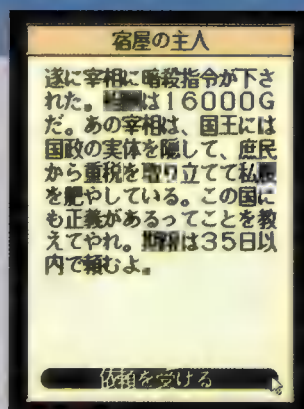 宿屋の主人
遂に宰相に暗殺指令が下さ
れた。は16000G
だ。あの宰相は、国王には
国政の実体を隠して、庶民
から重税を取り立てて私腹
を肥やしている。この国に
も正義があるってことを教
えてやれ。は35日以
内で頼むよ。
依頼を受ける